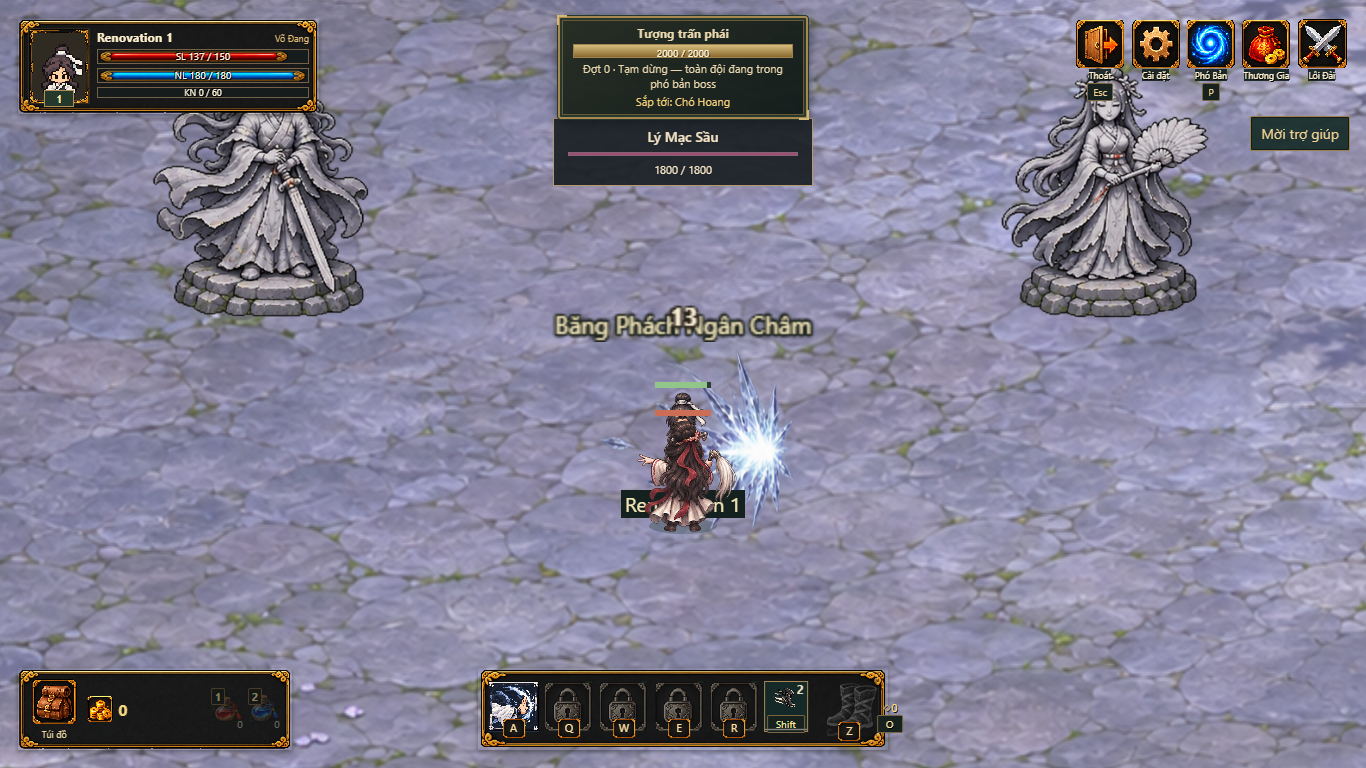 Renovation 1
Võ Đang
SL 137 / 150
NL 180 / 180
KN 0 / 60
1
Tượng trấn phái
2000 / 2000
Đợt 0 · Tạm dừng — toàn đội đang trong
phó bản boss
Sắp tới: Chó Hoang
Lý Mạc Sầu
1800 / 1800
Thoát
Cài đặt
Phó Bản
Thương Gia
Lôi Đài
Esc
P
Mời trợ giúp
13
Băng Phách Ngân Châm
Túi đồ
0
1
0
2
0
A
Q
W
E
R
2
Shift
Z
O